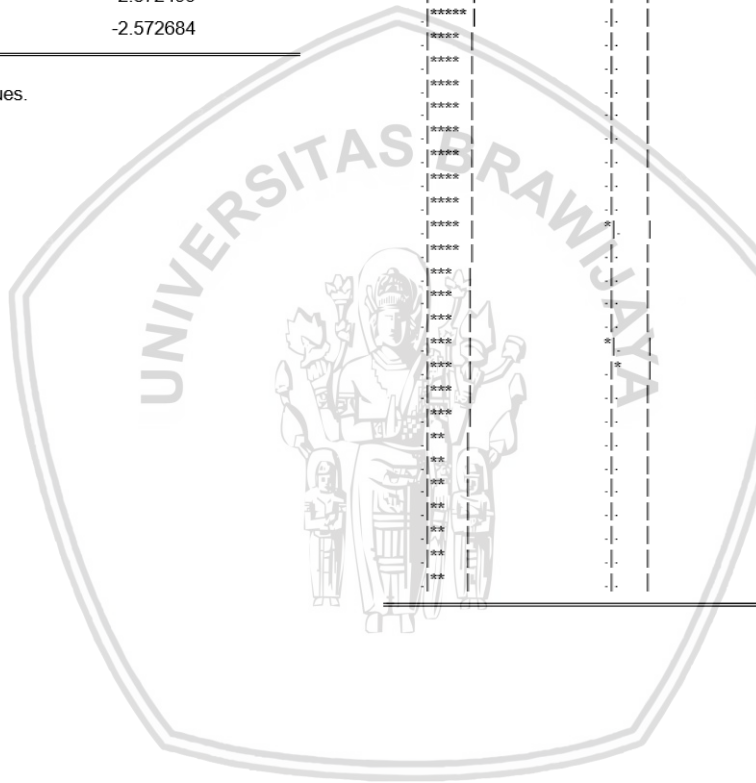 -2.572684
ues.
.|***** | .|. |
.|**** | .|. |
.|**** | .|. |
.|**** | .|. |
.|**** | .|. |
.|**** | .|. |
.|**** | .|. |
.|**** | .|. |
.|**** | .|. |
.|**** | *|. |
.|**** | .|. |
.|*** | .|. |
.|*** | .|. |
.|*** | .|. |
.|*** | *|. |
.|*** | .|* |
.|*** | .|. |
.|*** | .|. |
.|** | .|. |
.|** | .|. |
.|** | .|. |
.|** | .|. |
.|** | .|. |
.|** | .|. |
.|** | .|. |
UNIVERSITAS BRAWIJAYA